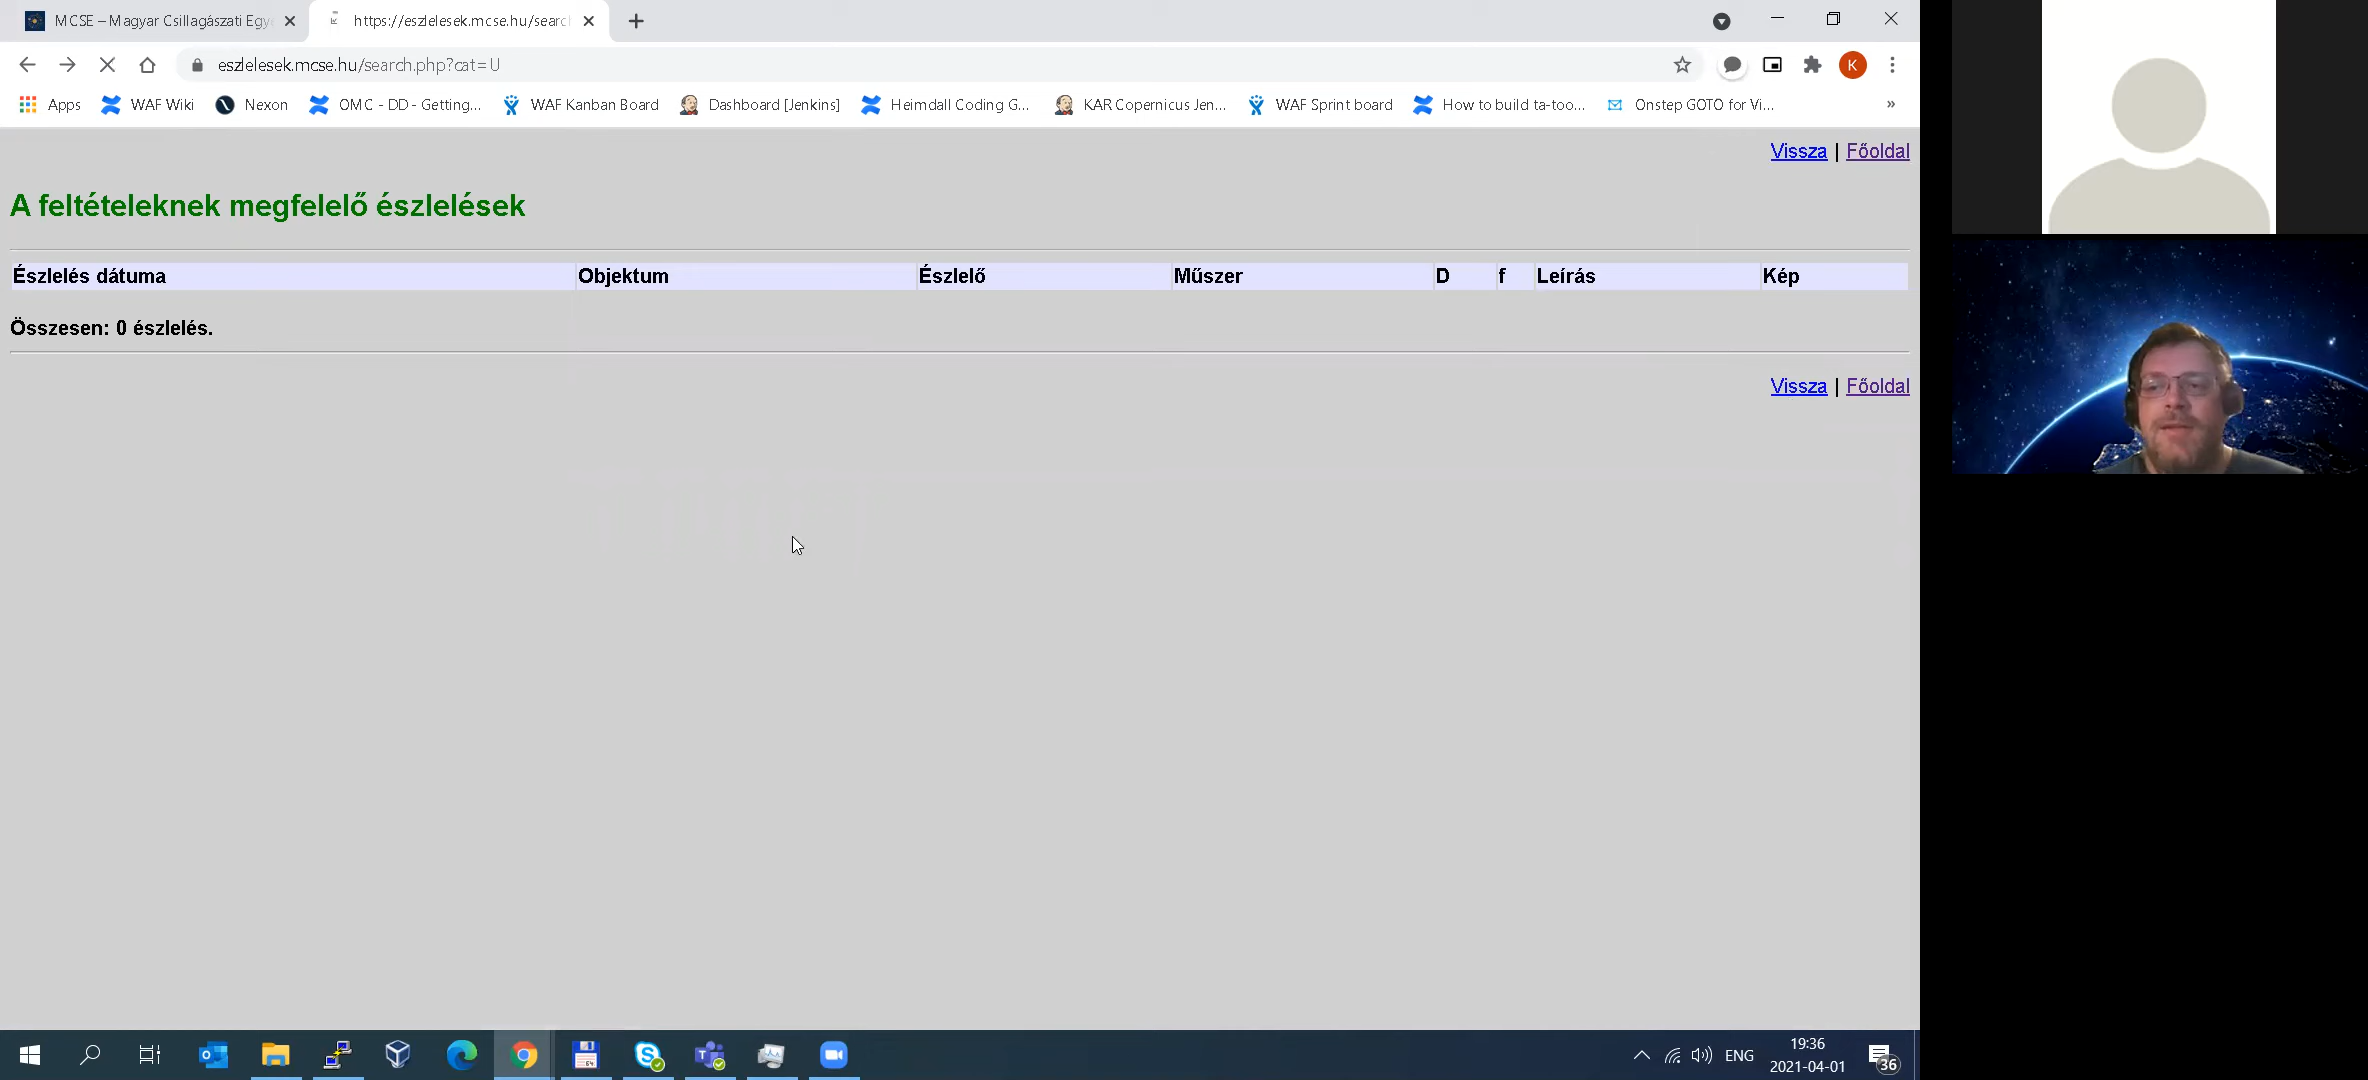 MCSE – Magyar Csillagászati Egye
https://eszlelesek.mcse.hu/searc
eszlelesek.mcse.hu/search.php?cat=U
K
Apps
WAF Wiki
Nexon
OMC - DD - Getting...
WAF Kanban Board
Dashboard [Jenkins]
Heimdall Coding G...
KAR Copernicus Jen...
WAF Sprint board
How to build ta-too...
Onstep GOTO for Vi...
»
Vissza | Főoldal
A feltételeknek megfelelő észlelések
Észlelés dátuma Objektum Észlelő Műszer D f Leírás Kép
Összesen: 0 észlelés.
Vissza | Főoldal
ENG
19:36
2021-04-01
36